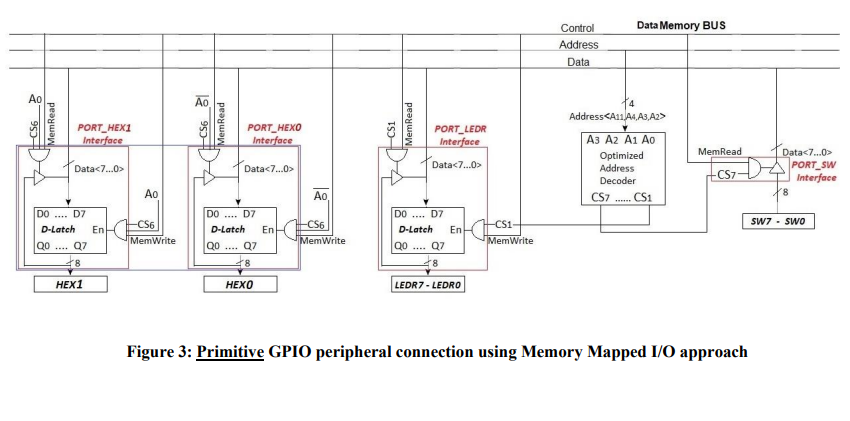 Control
Data Memory BUS
Address
Data
A0
CS6
MemRead
PORT_HEX1
Interface
Data<7...0>
A0
D0 .... D7
D-Latch
En
CS6
MemWrite
Q0 .... Q7
8
HEX1
A̅0̅
CS6
MemRead
PORT_HEX0
Interface
Data<7...0>
A̅0̅
D0 .... D7
D-Latch
En
CS6
MemWrite
Q0 .... Q7
8
HEX0
CS1
MemRead
PORT_LEDR
Interface
Data<7...0>
D0 .... D7
D-Latch
En
CS1
MemWrite
Q0 .... Q7
8
LEDR7 - LEDR0
4
Address<A11,A4,A3,A2>
A3 A2 A1 A0
Optimized
Address
Decoder
CS7 ...... CS1
MemRead
CS7
Data<7...0>
PORT_SW
Interface
8
SW7 - SW0
Figure 3: Primitive GPIO peripheral connection using Memory Mapped I/O approach